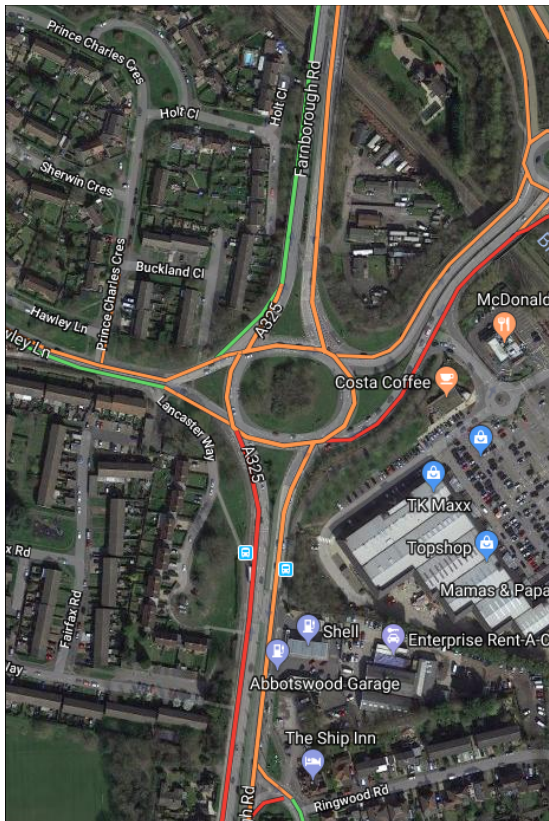 Prince Charles Cres
Holt Cl
Holt Cl
Farnborough Rd
Sherwin Cres
Prince Charles Cres
Buckland Cl
Hawley Ln
wley Ln
A325
McDonald
Costa Coffee
Lancaster Way
A325
TK Maxx
Topshop
Mamas & Papa
x Rd
Fairfax Rd
Shell
Enterprise Rent-A-C
Abbotswood Garage
The Ship Inn
Ringwood Rd
gh Rd